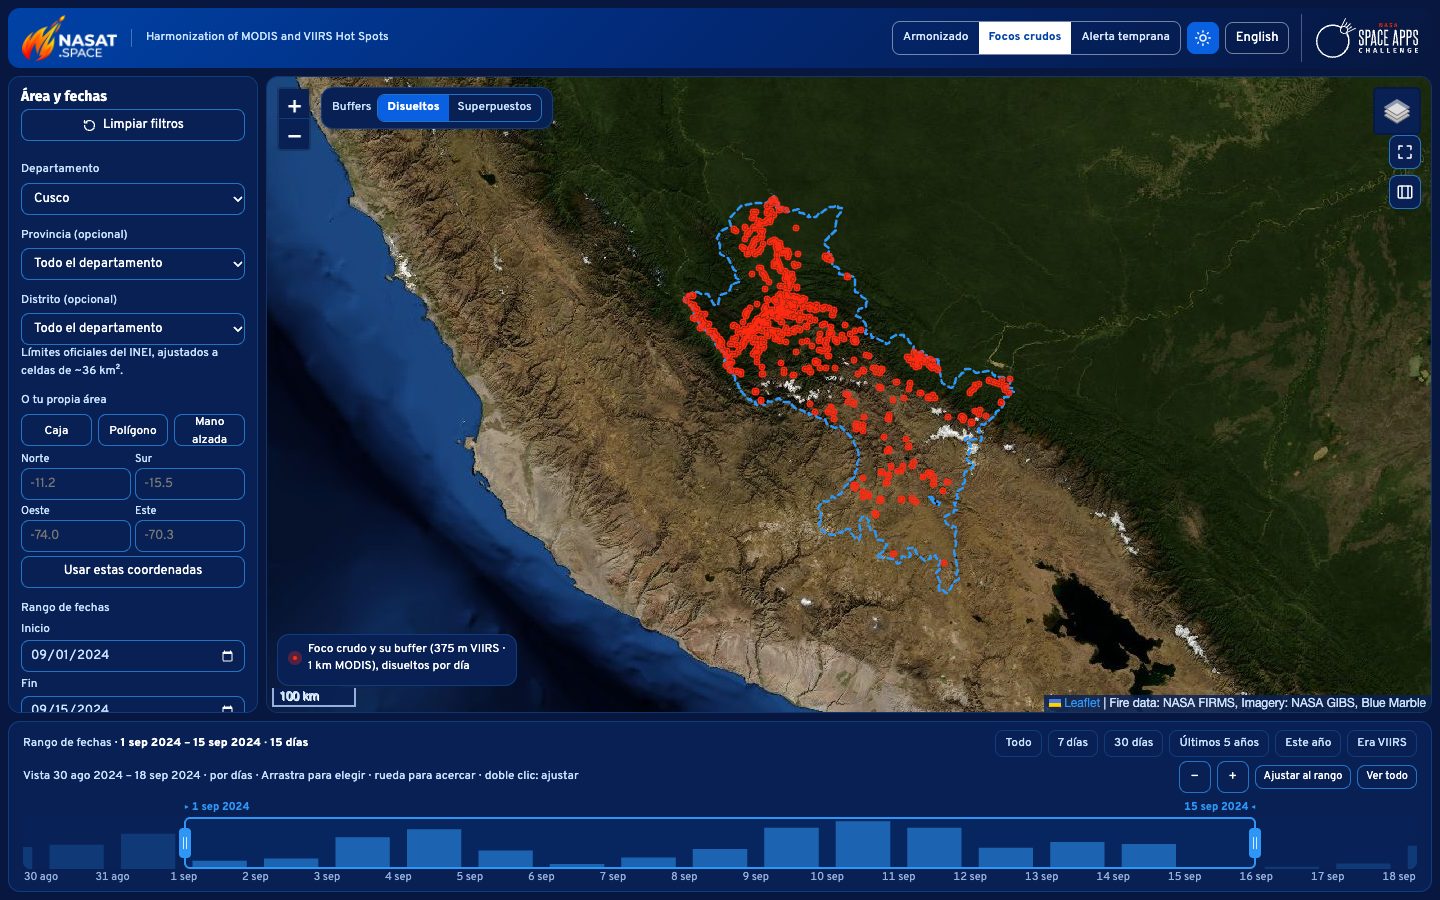 NASAT
.SPACE
Harmonization of MODIS and VIIRS Hot Spots
Armonizado
Focos crudos
Alerta temprana
English
NASA
SPACE APPS
CHALLENGE
Área y fechas
Limpiar filtros
Departamento
Cusco
Provincia (opcional)
Todo el departamento
Distrito (opcional)
Todo el departamento
Límites oficiales del INEI, ajustados a
celdas de ~36 km².
O tu propia área
Caja
Polígono
Mano
alzada
Norte
Sur
-11.2
-15.5
Oeste
Este
-74.0
-70.3
Usar estas coordenadas
Rango de fechas
Inicio
09/01/2024
Fin
09/15/2024
+
−
Buffers
Disueltos
Superpuestos
Foco crudo y su buffer (375 m VIIRS ·
1 km MODIS), disueltos por día
100 km
Leaflet | Fire data: NASA FIRMS, Imagery: NASA GIBS, Blue Marble
Rango de fechas · 1 sep 2024 – 15 sep 2024 · 15 días
Todo
7 días
30 días
Últimos 5 años
Este año
Era VIIRS
Vista 30 ago 2024 – 18 sep 2024 · por días · Arrastra para elegir · rueda para acercar · doble clic: ajustar
−
+
Ajustar al rango
Ver todo
1 sep 2024
15 sep 2024
30 ago
31 ago
1 sep
2 sep
3 sep
4 sep
5 sep
6 sep
7 sep
8 sep
9 sep
10 sep
11 sep
12 sep
13 sep
14 sep
15 sep
16 sep
17 sep
18 sep